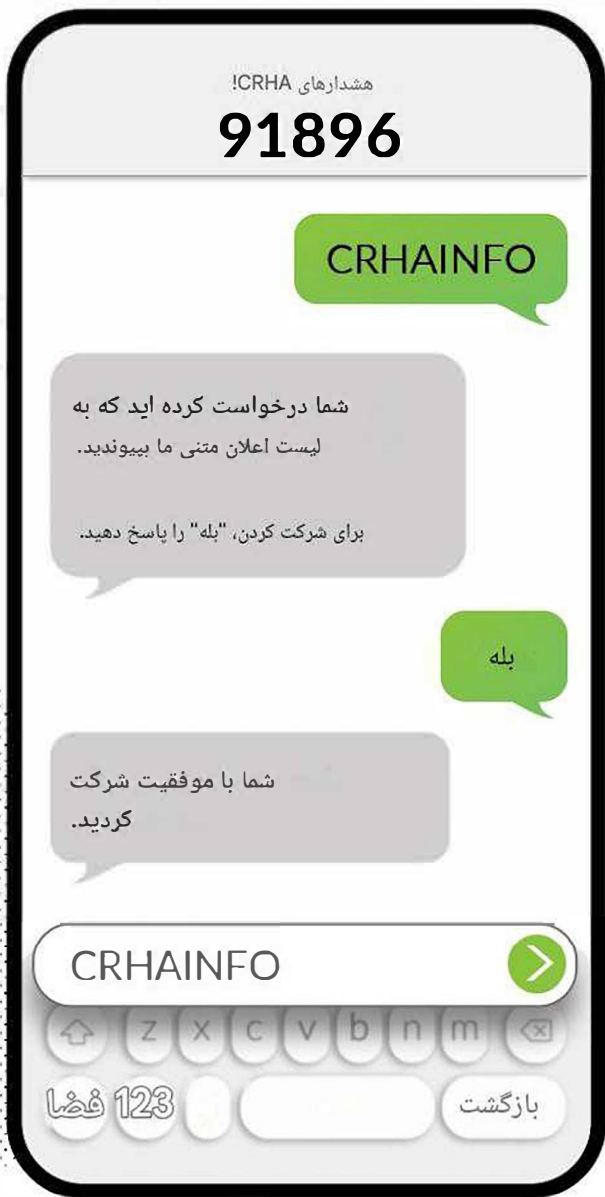 هشدارهای CRHA!
91896
CRHAINFO
شما درخواست کرده اید که به
لیست اعلان متنی ما بپیوندید.
برای شرکت کردن، "بله" را پاسخ دهید.
بله
شما با موفقیت شرکت
کردید.
CRHAINFO
z x c v b n m
فضا 123 بازگشت